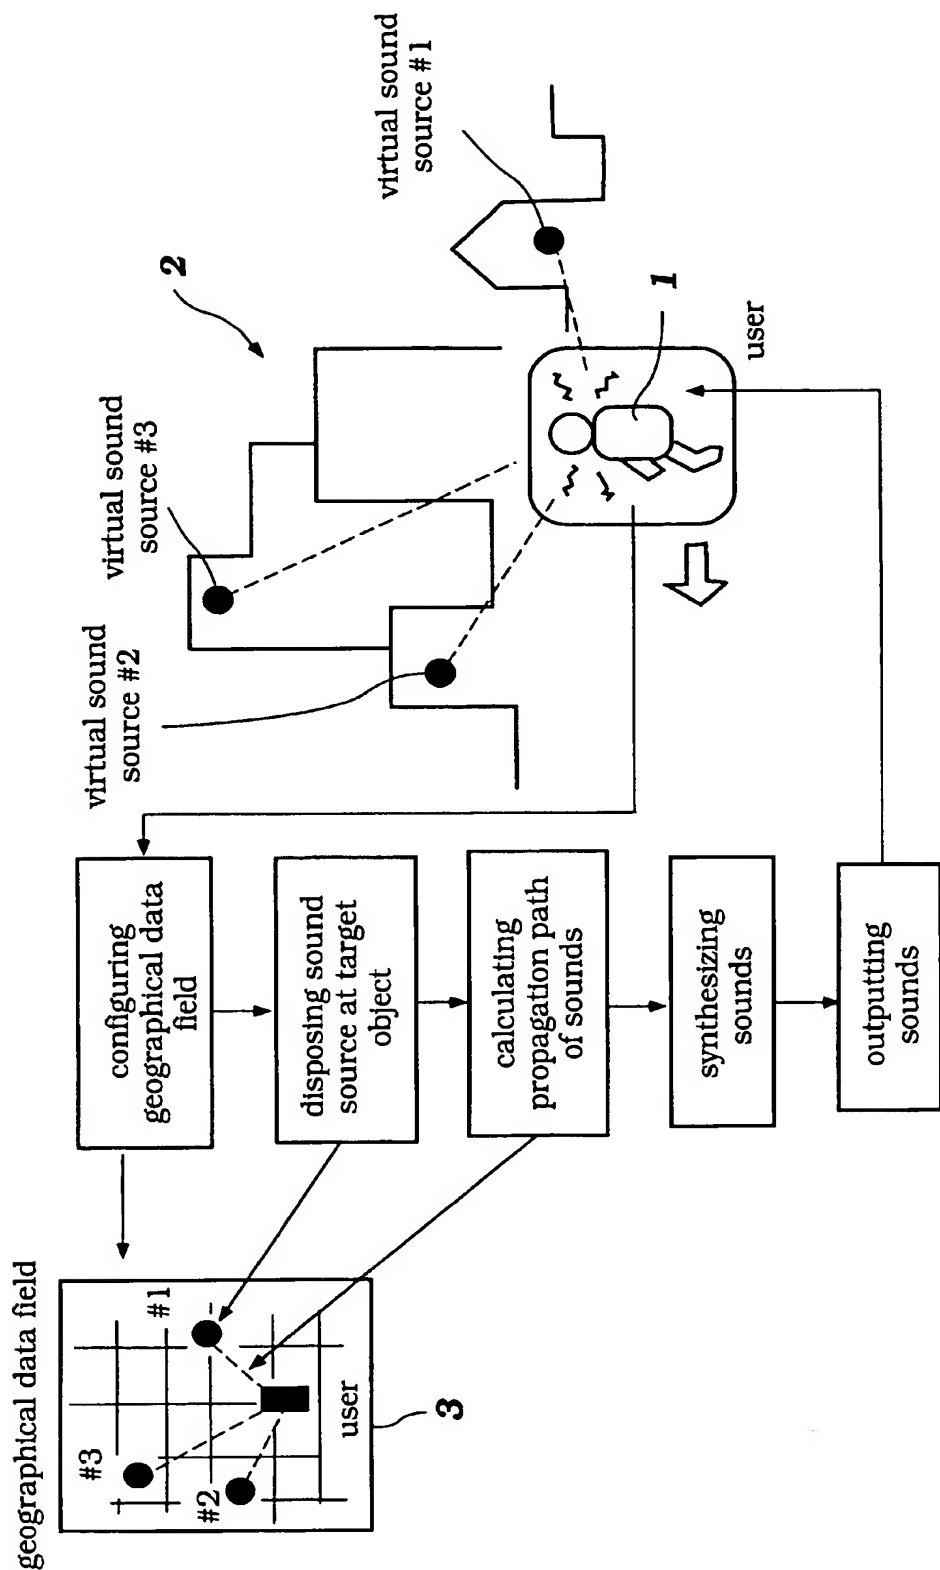 virtual sound
source #1
2
virtual sound
source #3
virtual sound
source #2
1
user
configuring
geographical data
field
disposing sound
source at target
object
calculating
propagation path
of sounds
synthesizing
sounds
outputting
sounds
geographical data field
#1
#3
#2
user
3